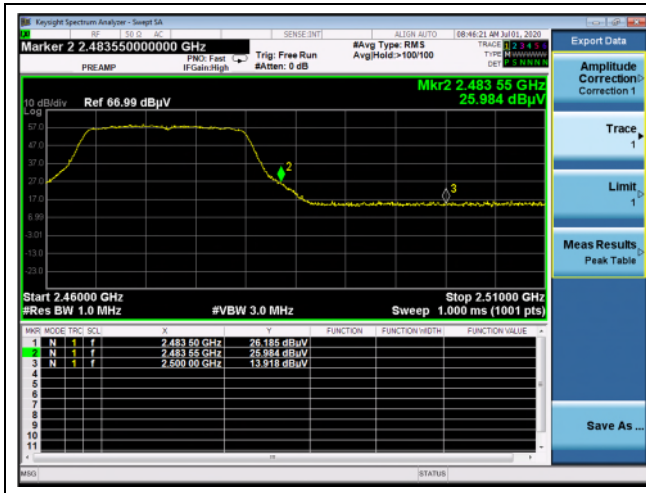 Keysight Spectrum Analyzer - Swept SA
RF 50 Ω AC SENSE:INT ALIGN AUTO 08:46:21 AM Jul 01, 2020
Marker 2 2.483550000000 GHz
PREAMP
PNO: Fast
IFGain:High
Trig: Free Run
#Atten: 0 dB
#Avg Type: RMS
Avg|Hold:>100/100
TRACE 1 2 3 4 5 6
TYPE M WWWWW
DET P S N N N N
Mkr2 2.483 55 GHz
25.984 dBµV
10 dB/div Ref 66.99 dBµV
Log
57.0
47.0
37.0
27.0
17.0
6.99
-3.01
-13.0
-23.0
2
3
Start 2.46000 GHz Stop 2.51000 GHz
#Res BW 1.0 MHz #VBW 3.0 MHz Sweep 1.000 ms (1001 pts)
MKR MODE TRC SCL X Y FUNCTION FUNCTION WIDTH FUNCTION VALUE
1 N 1 f 2.483 50 GHz 26.185 dBµV
2 N 1 f 2.483 55 GHz 25.984 dBµV
3 N 1 f 2.500 00 GHz 13.918 dBµV
4
5
6
7
8
9
10
11
MSG STATUS
Export Data
Amplitude
Correction
Correction 1
Trace
1
Limit
1
Meas Results
Peak Table
Save As ...